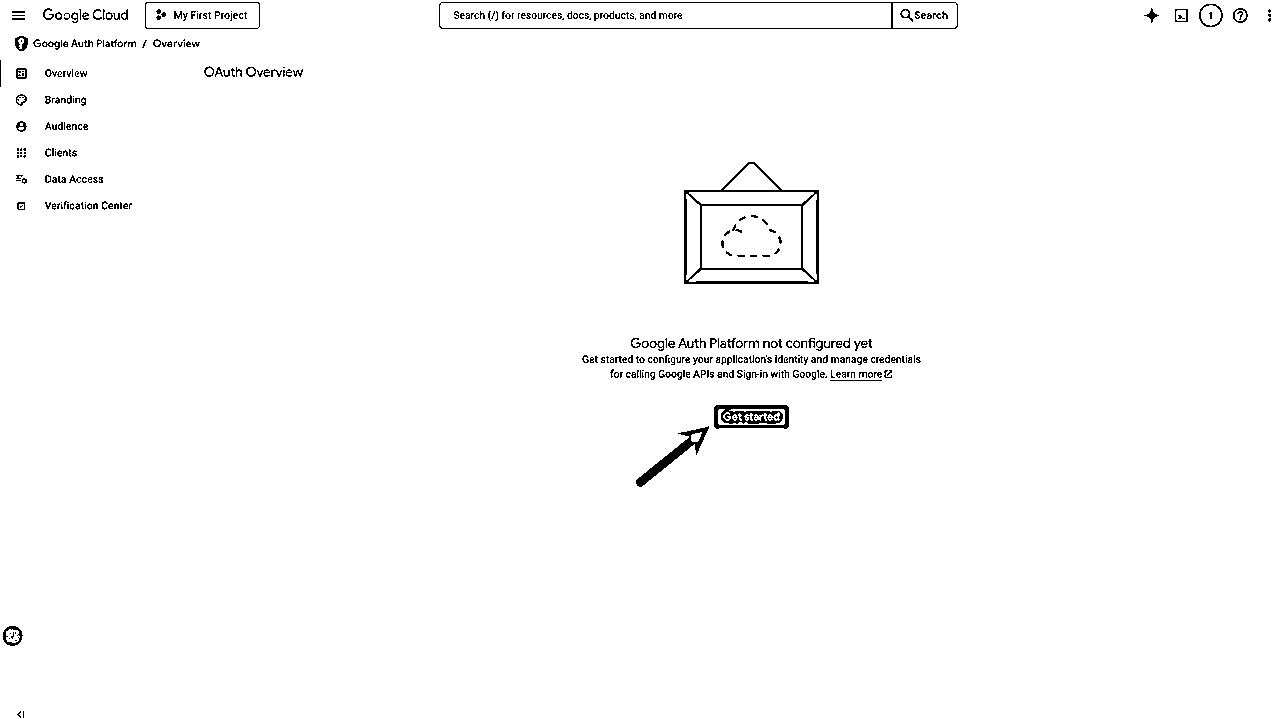 Google Cloud
My First Project
Search (/) for resources, docs, products, and more
Search
1
Google Auth Platform / Overview
Overview
Branding
Audience
Clients
Data Access
Verification Center
OAuth Overview
Google Auth Platform not configured yet
Get started to configure your application's identity and manage credentials
for calling Google APIs and Sign-in with Google. Learn more
Get started